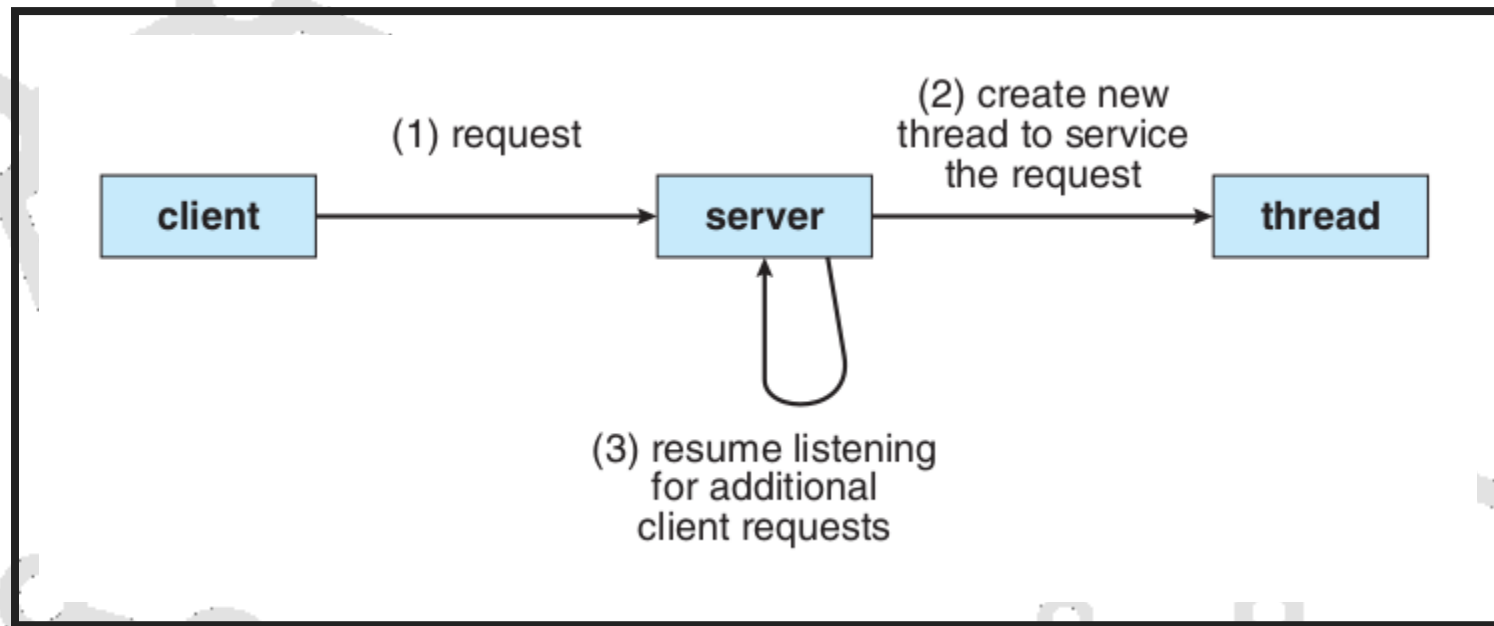 (1) request
(2) create new
thread to service
the request
client
server
thread
(3) resume listening
for additional
client requests